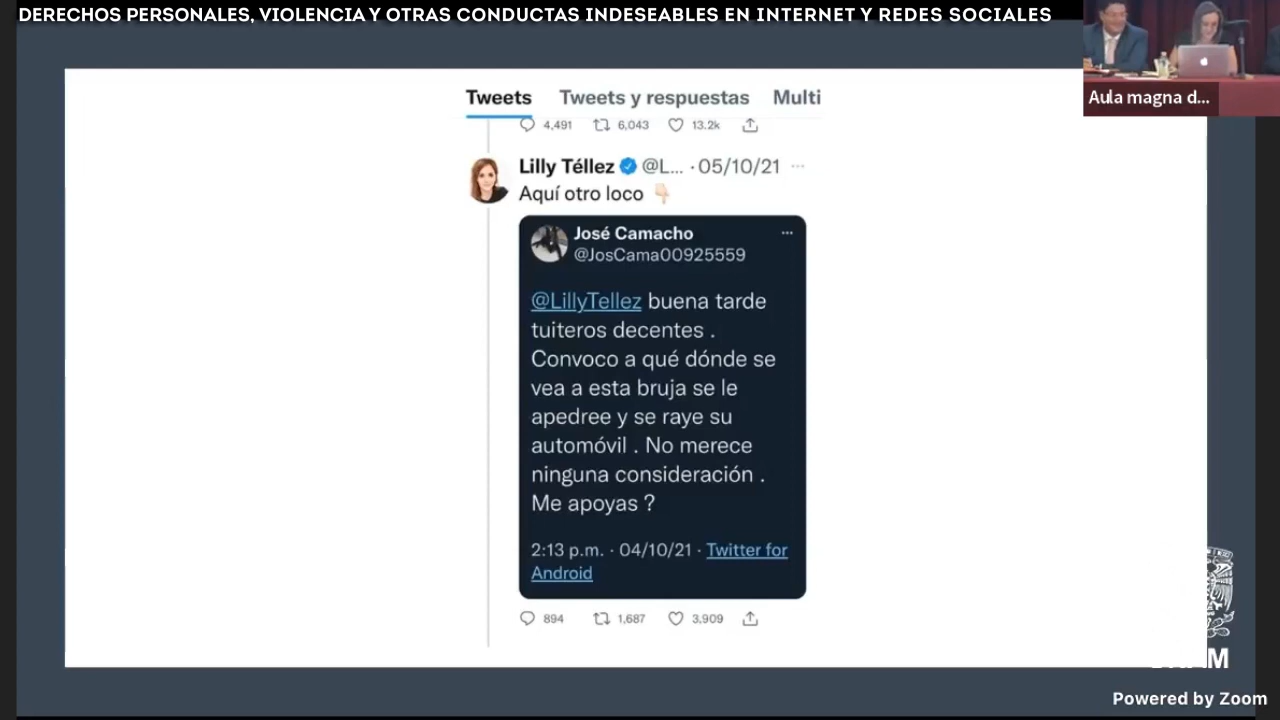 DERECHOS PERSONALES, VIOLENCIA Y OTRAS CONDUCTAS INDESEABLES EN INTERNET Y REDES SOCIALES
Aula magna d...
Tweets Tweets y respuestas Multi
4,491 6,043 13.2k
Lilly Téllez @L... · 05/10/21 ...
Aquí otro loco 👇🏻
José Camacho ...
@JosCama00925559
@LillyTellez buena tarde
tuiteros decentes .
Convoco a qué dónde se
vea a esta bruja se le
apedree y se raye su
automóvil . No merece
ninguna consideración .
Me apoyas ?
2:13 p.m. · 04/10/21 · Twitter for
Android
894 1,687 3,909
Powered by Zoom